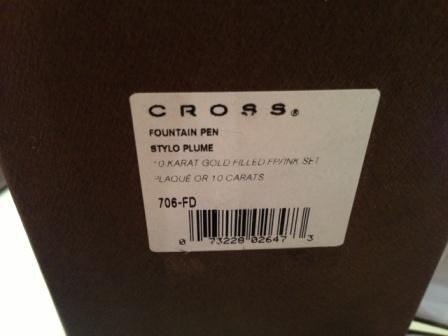 CROSS®
FOUNTAIN PEN
STYLO PLUME
10 KARAT GOLD FILLED FP/INK SET
PLAQUÉ OR 10 CARATS
706-FD
0 73228 02647 3